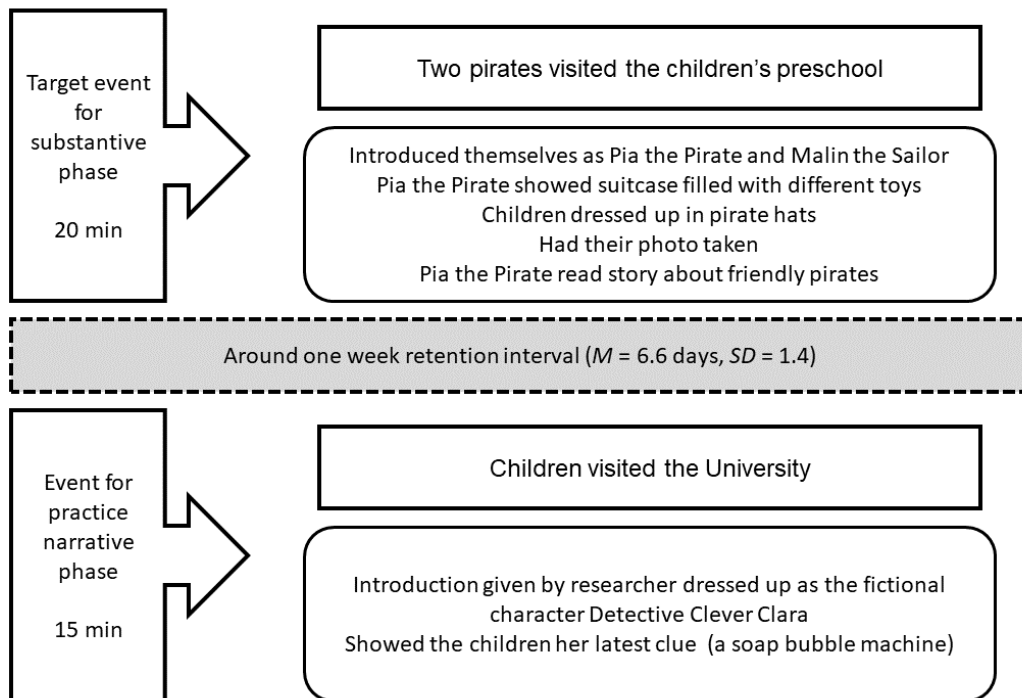 Target event
for
substantive
phase
20 min
Two pirates visited the children's preschool
Introduced themselves as Pia the Pirate and Malin the Sailor
Pia the Pirate showed suitcase filled with different toys
Children dressed up in pirate hats
Had their photo taken
Pia the Pirate read story about friendly pirates
Around one week retention interval (M = 6.6 days, SD = 1.4)
Event for
practice
narrative
phase
15 min
Children visited the University
Introduction given by researcher dressed up as the fictional
character Detective Clever Clara
Showed the children her latest clue (a soap bubble machine)